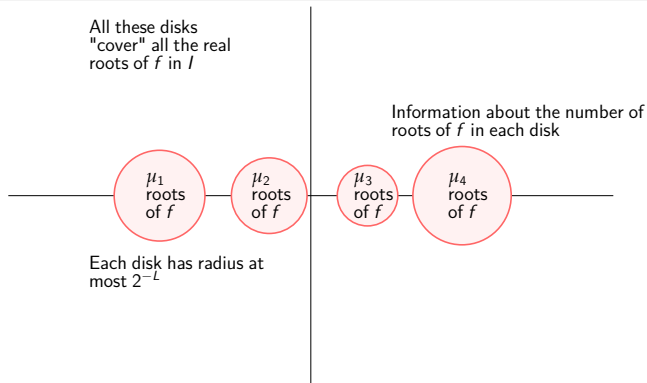 All these disks
"cover" all the real
roots of f in I
Information about the number of
roots of f in each disk
μ₁
roots
of f
μ₂
roots
of f
μ₃
roots
of f
μ₄
roots
of f
Each disk has radius at
most 2⁻ᴸ